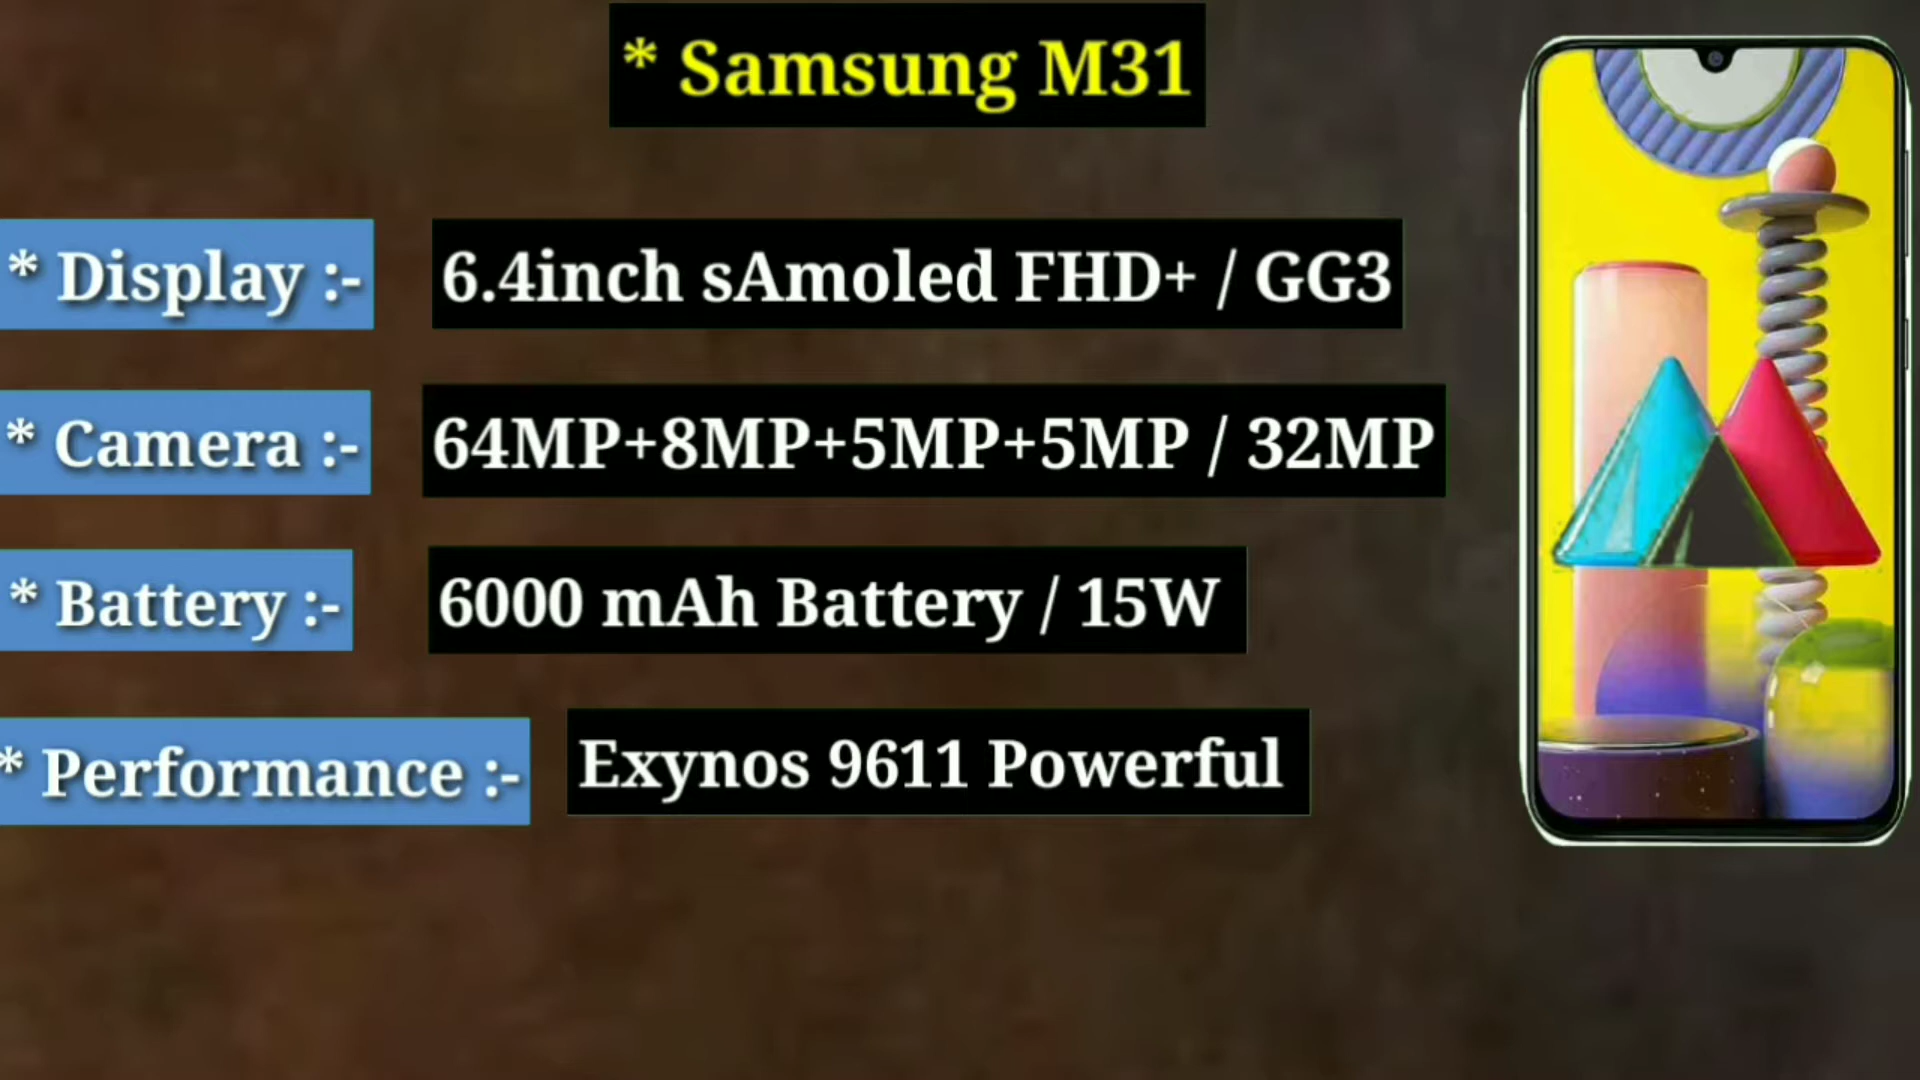 * Samsung M31
* Display :- 6.4inch sAmoled FHD+ / GG3
* Camera :- 64MP+8MP+5MP+5MP / 32MP
* Battery :- 6000 mAh Battery / 15W
* Performance :- Exynos 9611 Powerful